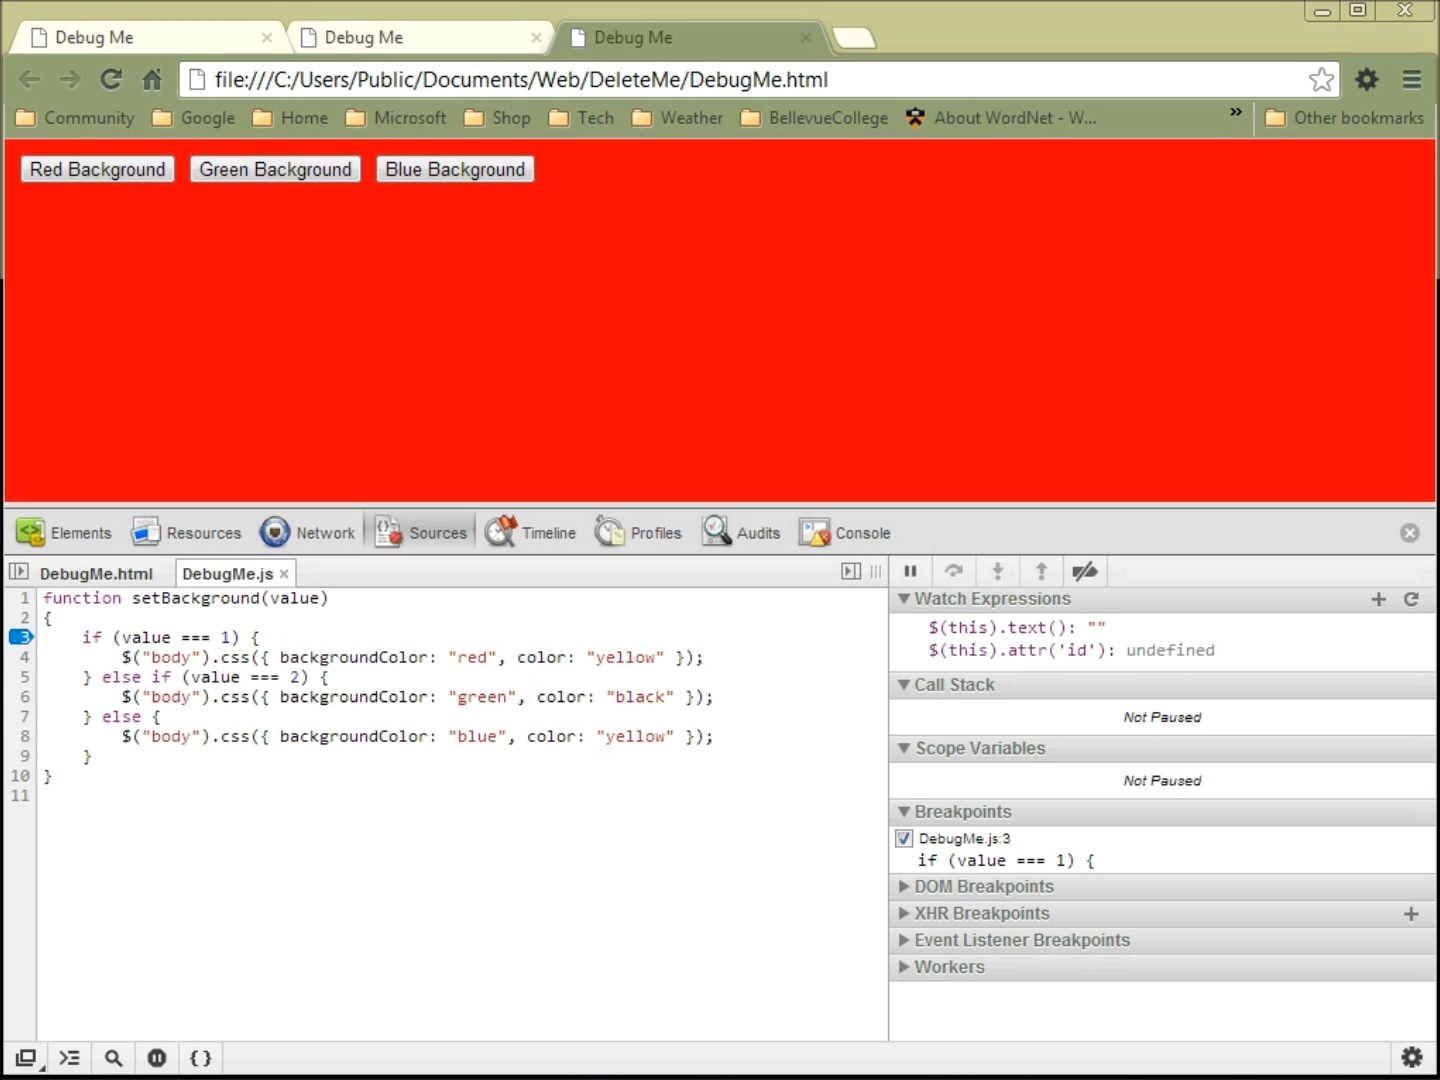 Debug Me
Debug Me
Debug Me
file:///C:/Users/Public/Documents/Web/DeleteMe/DebugMe.html
Community Google Home Microsoft Shop Tech Weather BellevueCollege About WordNet - W... » Other bookmarks
Red Background Green Background Blue Background
Elements Resources Network Sources Timeline Profiles Audits Console
DebugMe.html DebugMe.js
1 function setBackground(value)
2 {
3     if (value === 1) {
4         $("body").css({ backgroundColor: "red", color: "yellow" });
5     } else if (value === 2) {
6         $("body").css({ backgroundColor: "green", color: "black" });
7     } else {
8         $("body").css({ backgroundColor: "blue", color: "yellow" });
9     }
10 }
11
Watch Expressions
$(this).text(): ""
$(this).attr('id'): undefined
Call Stack
Not Paused
Scope Variables
Not Paused
Breakpoints
DebugMe.js:3
if (value === 1) {
DOM Breakpoints
XHR Breakpoints
Event Listener Breakpoints
Workers